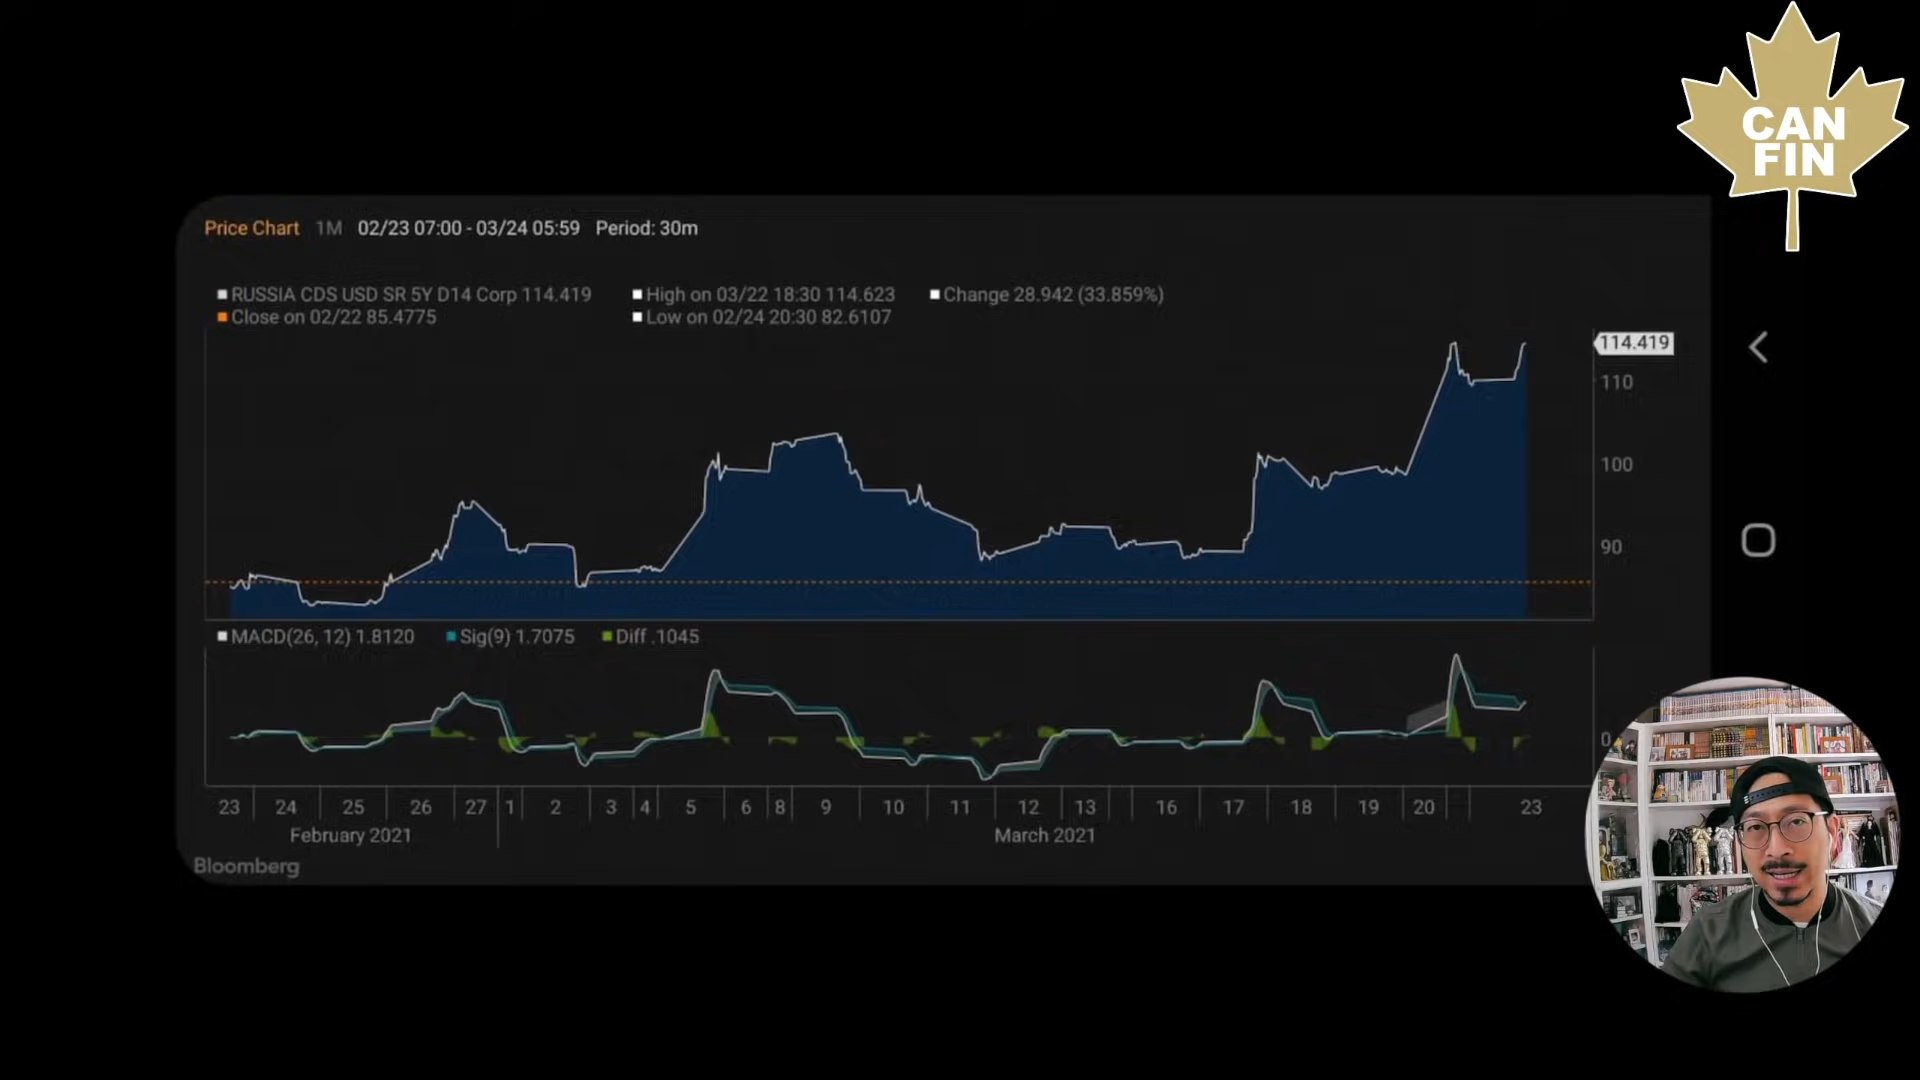 CAN
FIN
Price Chart 1M 02/23 07:00 - 03/24 05:59 Period: 30m
RUSSIA CDS USD SR 5Y D14 Corp 114.419 High on 03/22 18:30 114.623 Change 28.942 (33.859%)
Close on 02/22 85.4775 Low on 02/24 20:30 82.6107
114.419
110
100
90
MACD(26, 12) 1.8120 Sig(9) 1.7075 Diff .1045
0
23 24 25 26 27 1 2 3 4 5 6 8 9 10 11 12 13 16 17 18 19 20 23
February 2021 March 2021
Bloomberg